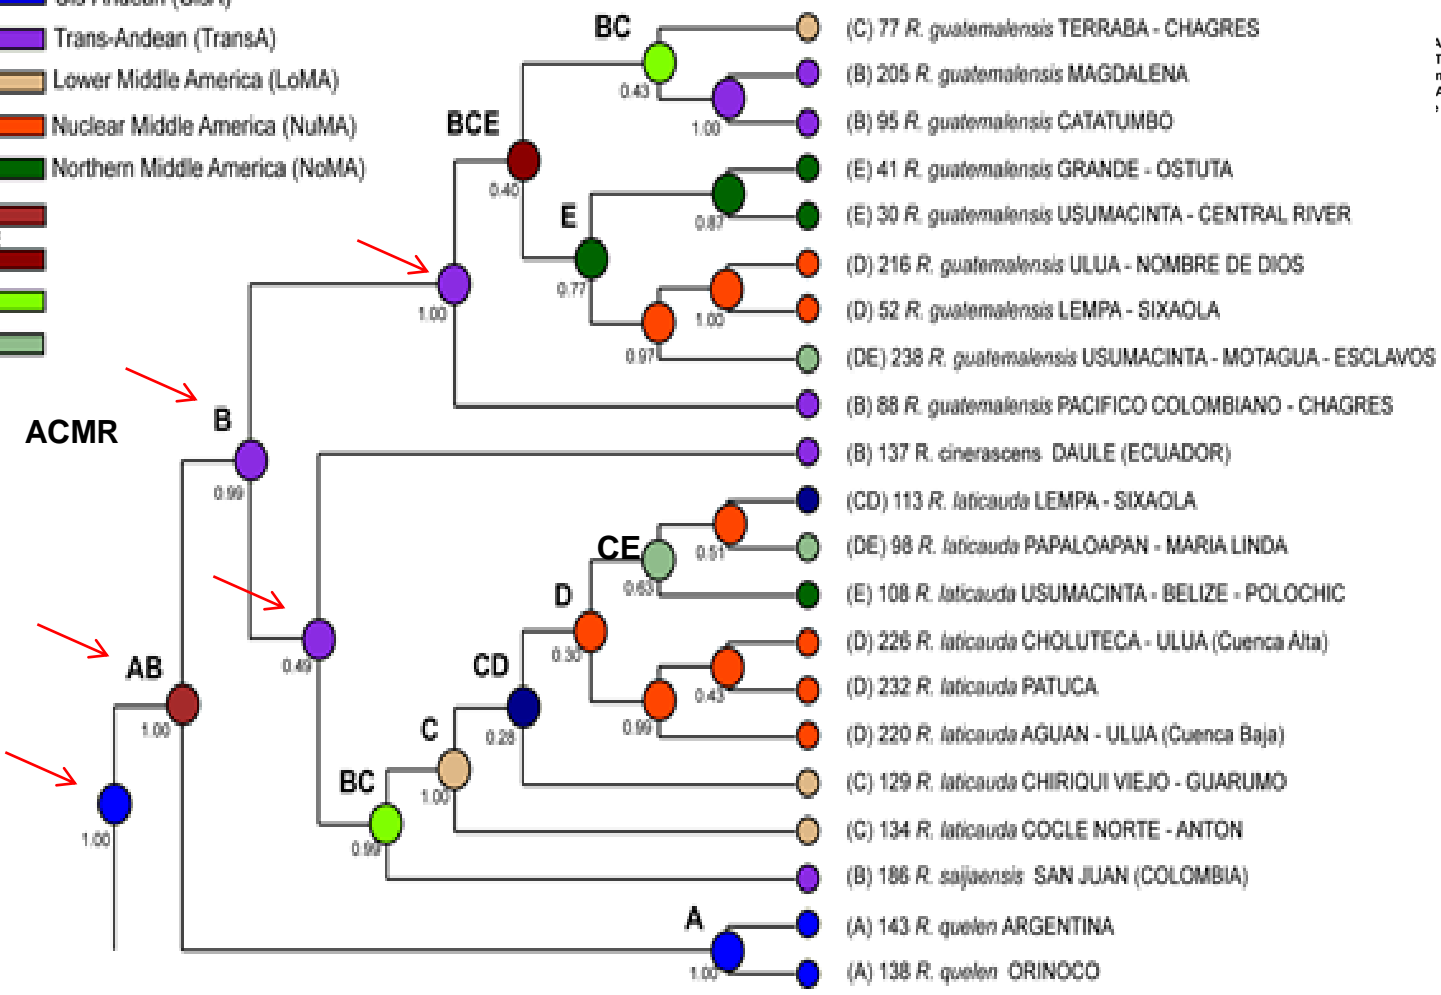 Cis-Andean (CisA)
Trans-Andean (TransA)
Lower Middle America (LoMA)
Nuclear Middle America (NuMA)
Northern Middle America (NoMA)
BC
0.43
1.00
BCE
0.40
E
0.87
0.77
1.00
0.97
1.00
ACMR
B
0.99
CE
0.51
0.63
D
0.30
0.49
AB
1.00
CD
0.28
0.43
0.99
C
1.00
BC
0.99
1.00
A
1.00
(C) 77 R. guatemalensis TERRABA - CHAGRES
(B) 205 R. guatemalensis MAGDALENA
(B) 95 R. guatemalensis CATATUMBO
(E) 41 R. guatemalensis GRANDE - OSTUTA
(E) 30 R. guatemalensis USUMACINTA - CENTRAL RIVER
(D) 216 R. guatemalensis ULUA - NOMBRE DE DIOS
(D) 52 R. guatemalensis LEMPA - SIXAOLA
(DE) 238 R. guatemalensis USUMACINTA - MOTAGUA - ESCLAVOS
(B) 88 R. guatemalensis PACIFICO COLOMBIANO - CHAGRES
(B) 137 R. cinerascens DAULE (ECUADOR)
(CD) 113 R. laticauda LEMPA - SIXAOLA
(DE) 98 R. laticauda PAPALOAPAN - MARIA LINDA
(E) 108 R. laticauda USUMACINTA - BELIZE - POLOCHIC
(D) 226 R. laticauda CHOLUTECA - ULUA (Cuenca Alta)
(D) 232 R. laticauda PATUCA
(D) 220 R. laticauda AGUAN - ULUA (Cuenca Baja)
(C) 129 R. laticauda CHIRIQUI VIEJO - GUARUMO
(C) 134 R. laticauda COCLE NORTE - ANTON
(B) 186 R. saijaensis SAN JUAN (COLOMBIA)
(A) 143 R. quelen ARGENTINA
(A) 138 R. quelen ORINOCO